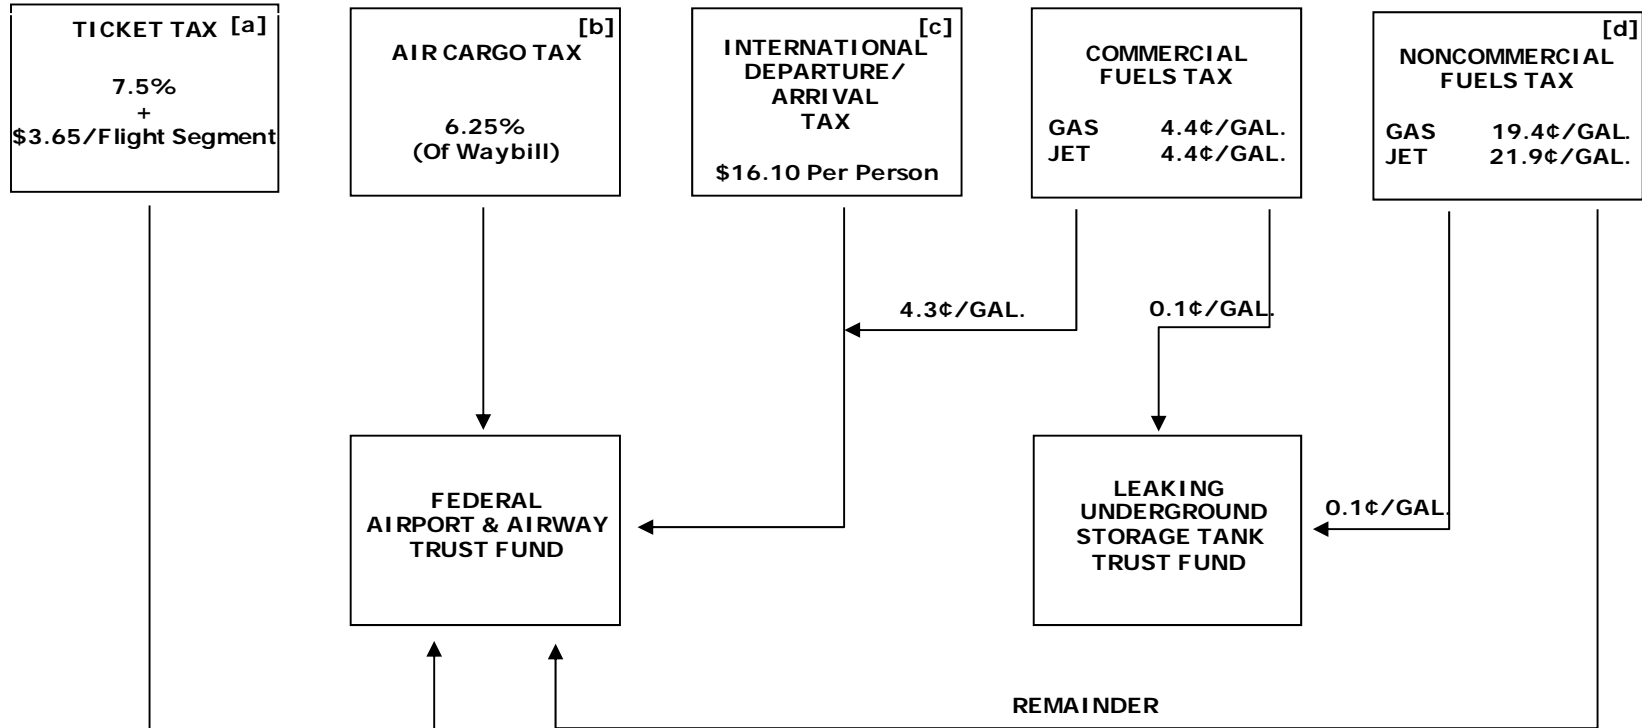 TICKET TAX [a]
7.5%
+
$3.65/Flight Segment
[b]
AIR CARGO TAX
6.25%
(Of Waybill)
[c]
INTERNATIONAL
DEPARTURE/
ARRIVAL
TAX
$16.10 Per Person
COMMERCIAL
FUELS TAX
GAS 4.4¢/GAL.
JET 4.4¢/GAL.
[d]
NONCOMMERCIAL
FUELS TAX
GAS 19.4¢/GAL.
JET 21.9¢/GAL.
4.3¢/GAL.
0.1¢/GAL.
FEDERAL
AIRPORT & AIRWAY
TRUST FUND
LEAKING
UNDERGROUND
STORAGE TANK
TRUST FUND
0.1¢/GAL.
REMAINDER